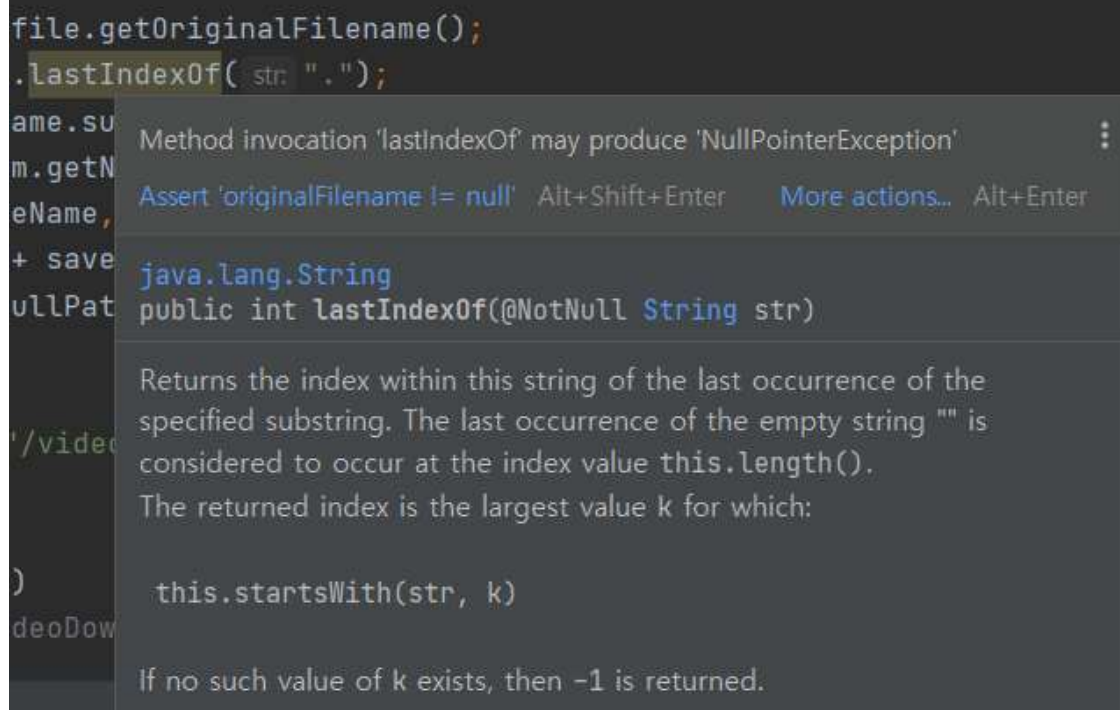 file.getOriginalFilename();
.lastIndexOf( str: ".");
ame.su
Method invocation 'lastIndexOf' may produce 'NullPointerException'
m.getN
Assert 'originalFilename != null' Alt+Shift+Enter More actions... Alt+Enter
eName,
+ save
java.lang.String
ullPat
public int lastIndexOf(@NotNull String str)
Returns the index within this string of the last occurrence of the
specified substring. The last occurrence of the empty string "" is
'/video
considered to occur at the index value this.length().
The returned index is the largest value k for which:
)
this.startsWith(str, k)
deoDow
If no such value of k exists, then -1 is returned.